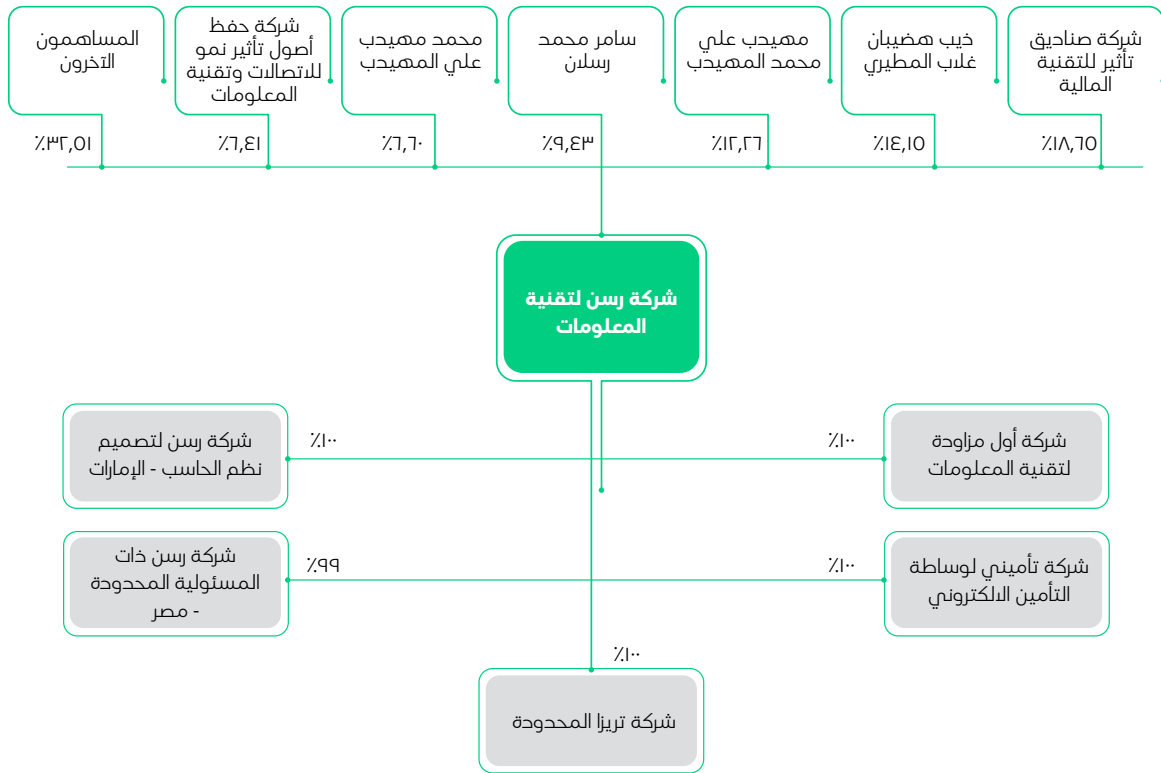 شركة صناديق
تأثير للتقنية
المالية
ذيب هضيبان
غلاب المطيري
مهيدب علي
محمد المهيدب
سامر محمد
رسلان
محمد مهيدب
علي المهيدب
شركة حفظ
أصول تأثير نمو
للاتصالات وتقنية
المعلومات
المساهمون
الآخرون
٪١٨,٦٥
٪١٤,١٥
٪١٢,٢٦
٪٩,٤٣
٪٦,٦٠
٪٦,٤١
٪٣٢,٥١
شركة رسن لتقنية
المعلومات
شركة أول مزاودة
لتقنية المعلومات
٪١٠٠
٪١٠٠
شركة رسن لتصميم
نظم الحاسب - الإمارات
شركة تأميني لوساطة
التأمين الالكتروني
٪١٠٠
٪٩٩
شركة رسن ذات
المسئولية المحدودة
- مصر
٪١٠٠
شركة تريزا المحدودة